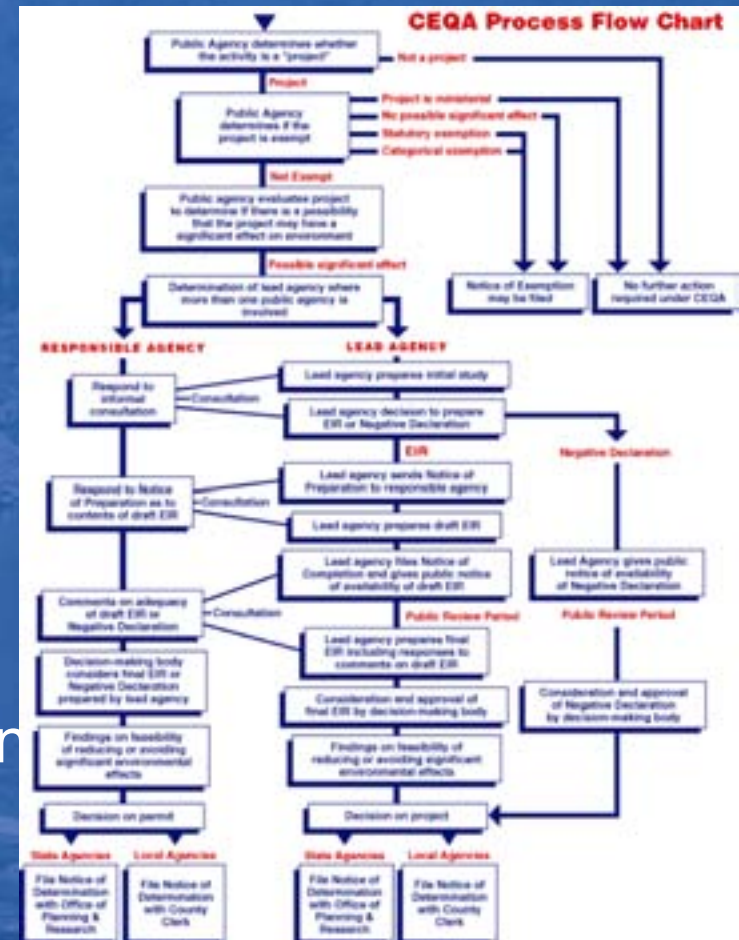 CEQA Process Flow Chart
Public Agency determines whether
the activity is a "project"
Not a project
Project
Public Agency
determines if the
project is exempt
Project is ministerial
No possible significant effect
Statutory exemption
Categorical exemption
Not Exempt
Public agency evaluates project
to determine if there is a possibility
that the project may have a
significant effect on environment
Possible significant effect
Determination of lead agency where
more than one public agency is
involved
Notice of Exemption
may be filed
No further action
required under CEQA
RESPONSIBLE AGENCY
LEAD AGENCY
Respond to
informal
consultation
Consultation
Lead agency prepares initial study
Lead agency decision to prepare
EIR or Negative Declaration
EIR
Negative Declaration
Respond to Notice
of Preparation as to
contents of draft EIR
Consultation
Lead agency sends Notice of
Preparation to responsible agency
Lead agency prepares draft EIR
Lead agency files Notice of
Completion and gives public notice
of availability of draft EIR
Lead Agency gives public
notice of availability
of Negative Declaration
Comments on adequacy
of draft EIR or
Negative Declaration
Consultation
Public Review Period
Public Review Period
Lead agency prepares final
EIR including responses to
comments on draft EIR
Decision-making body
considers final EIR or
Negative Declaration
prepared by lead agency
Consideration and approval of
final EIR by decision-making body
Consideration and approval
of Negative Declaration
by decision-making body
n
Findings on feasibility
of reducing or avoiding
significant environmental
effects
Findings on feasibility of
reducing or avoiding significant
environmental effects
Decision on permit
Decision on project
State Agencies
Local Agencies
State Agencies
Local Agencies
File Notice of
Determination
with Office of
Planning &
Research
File Notice of
Determination
with County
Clerk
File Notice of
Determination
with Office of
Planning &
Research
File Notice of
Determination
with County
Clerk